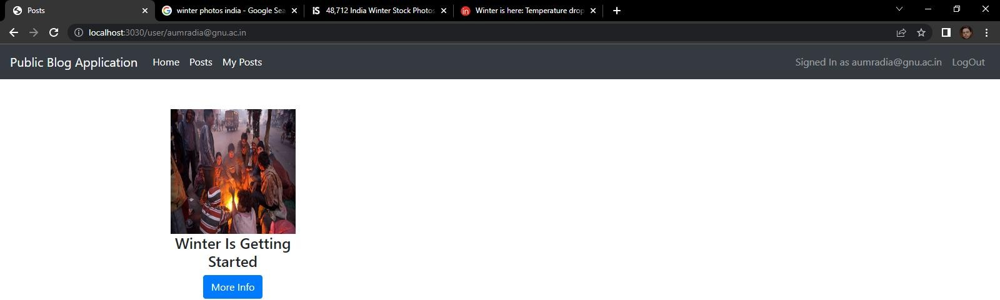 Posts
winter photos india - Google Sea
iS 48,712 India Winter Stock Photos
in Winter is here: Temperature drop
localhost:3030/user/aumradia@gnu.ac.in
Public Blog Application Home Posts My Posts Signed In as aumradia@gnu.ac.in LogOut
Winter Is Getting
Started
More Info